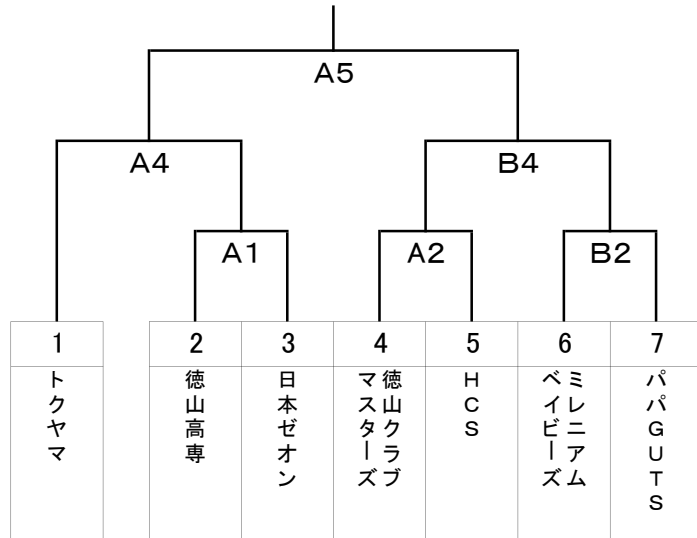 A5
A4
B4
A1
A2
B2
1
2
3
4
5
6
7
トクヤマ
徳山高専
日本ゼオン
徳山クラブ
マスターズ
HCS
ミレニアム
ベイビーズ
パパGUTS